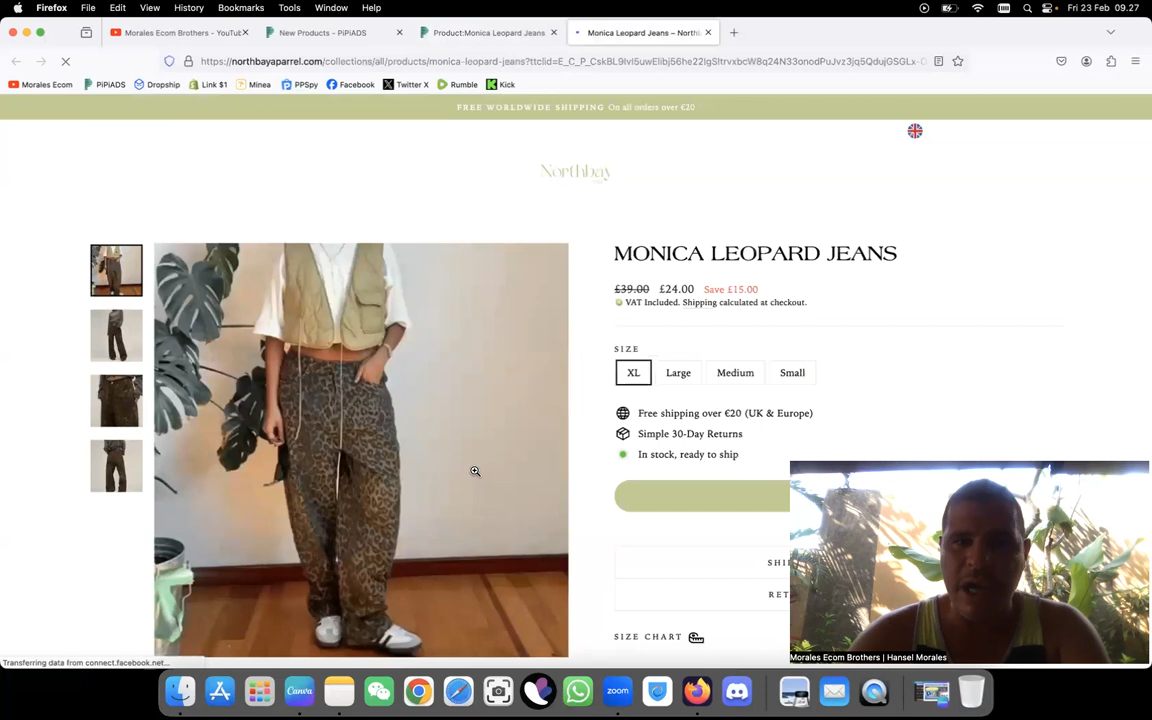 Firefox File Edit View History Bookmarks Tools Window Help Fri 23 Feb 09.27
Morales Ecom Brothers - YouTub New Products - PiPiADS Product:Monica Leopard Jeans Monica Leopard Jeans – Northb
Morales Ecom PiPiADS Dropship Link $1 Minea PPSpy Facebook Twitter X Rumble Kick
FREE WORLDWIDE SHIPPING On all orders over €20
Northbay
MONICA LEOPARD JEANS
£39.00 £24.00 Save £15.00
VAT Included. Shipping calculated at checkout.
SIZE
XL Large Medium Small
Free shipping over €20 (UK & Europe)
Simple 30-Day Returns
In stock, ready to ship
SHI
RET
SIZE CHART
Morales Ecom Brothers | Hansel Morales
Transferring data from connect.facebook.net...
zoom